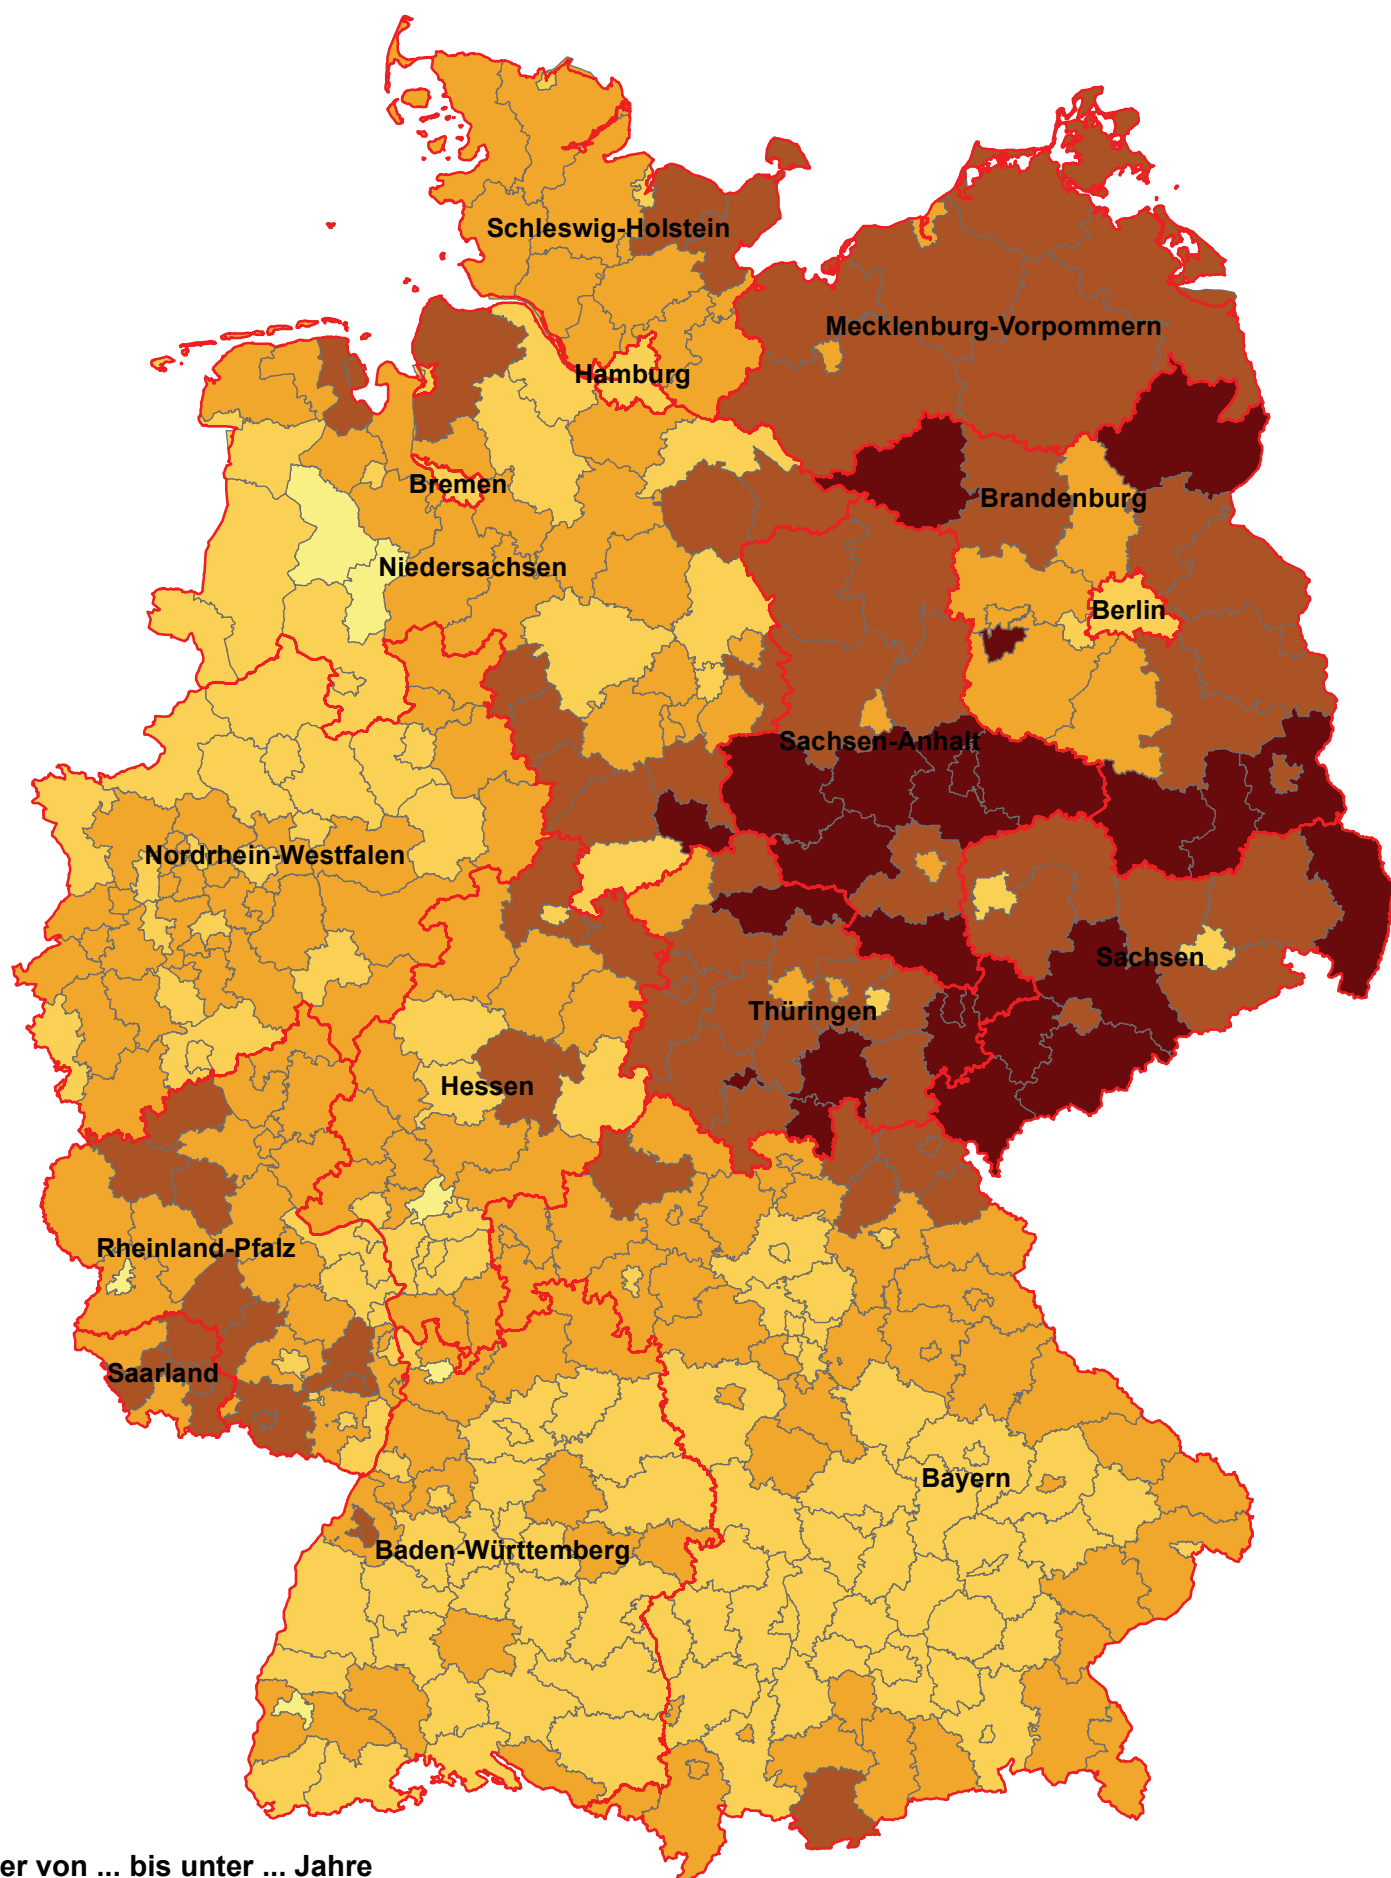 Schleswig-Holstein
Mecklenburg-Vorpommern
Hamburg
Bremen
Brandenburg
Niedersachsen
Berlin
Sachsen-Anhalt
Nordrhein-Westfalen
Sachsen
Thüringen
Hessen
Rheinland-Pfalz
Saarland
Bayern
Baden-Württemberg
er von ... bis unter ... Jahre